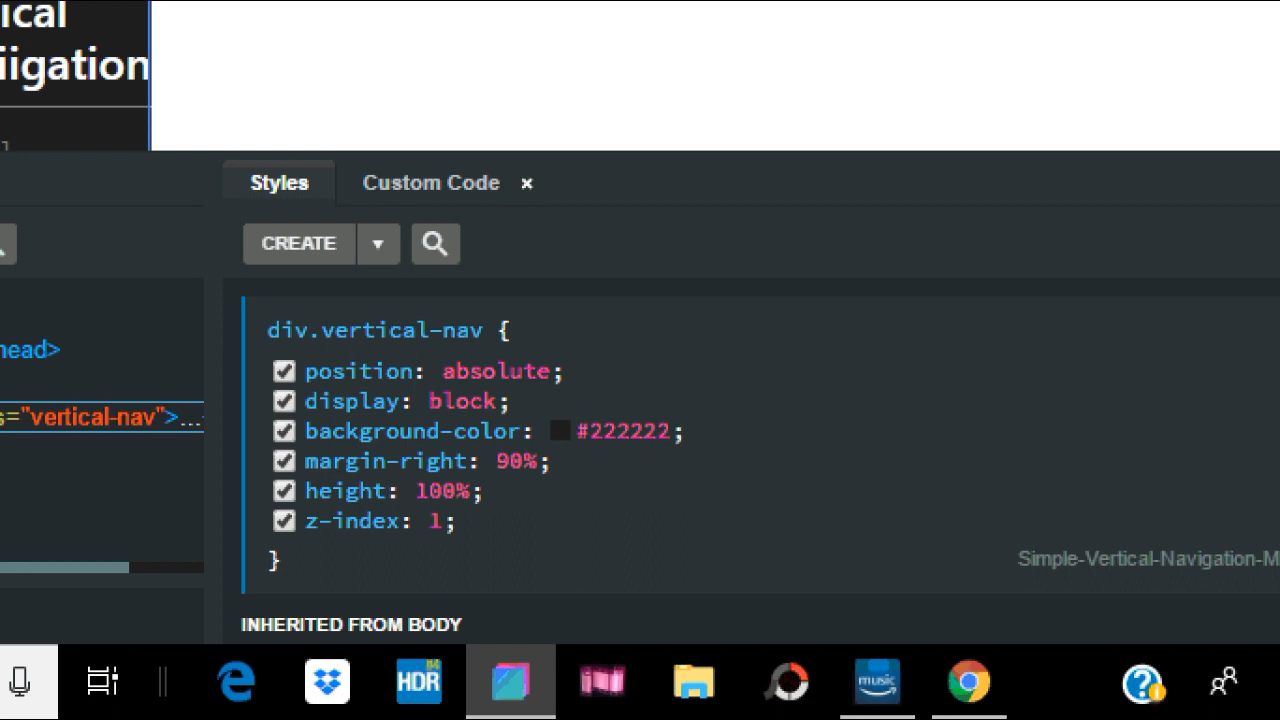 ical
iigation
Styles
Custom Code ×
CREATE
head>
s="vertical-nav">...
div.vertical-nav {
position: absolute;
display: block;
background-color: #222222;
margin-right: 90%;
height: 100%;
z-index: 1;
}
Simple-Vertical-Navigation-M
INHERITED FROM BODY
HDR
music